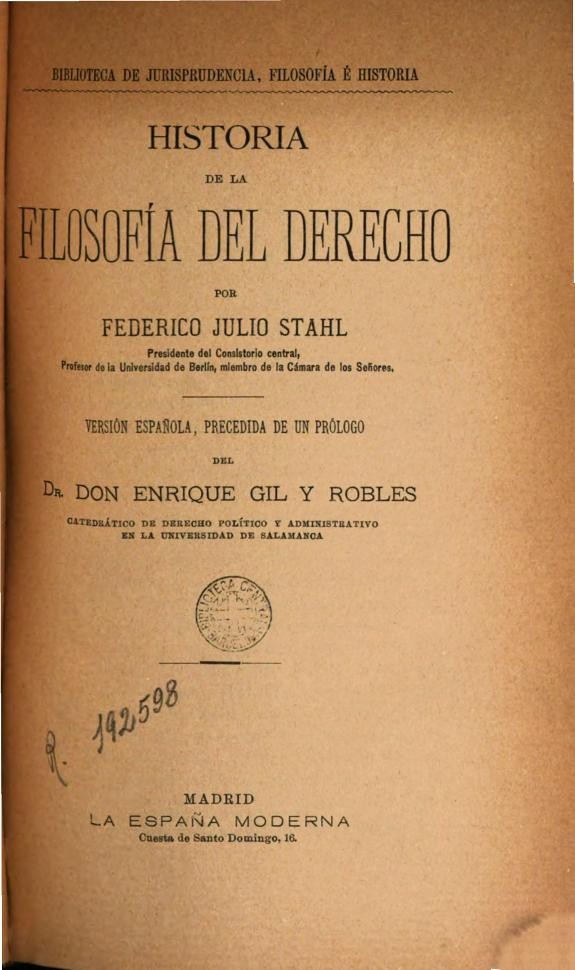 BIBLIOTECA DE JURISPRUDENCIA, FILOSOFÍA É HISTORIA
HISTORIA
DE LA
FILOSOFÍA DEL DERECHO
POR
FEDERICO JULIO STAHL
Presidente del Consistorio central,
Profesor de la Universidad de Berlín, miembro de la Cámara de los Señores.
VERSIÓN ESPAÑOLA, PRECEDIDA DE UN PRÓLOGO
DEL
DR. DON ENRIQUE GIL Y ROBLES
CATEDRÁTICO DE DERECHO POLÍTICO Y ADMINISTRATIVO
EN LA UNIVERSIDAD DE SALAMANCA
BIBLIOTECA CENTRAL
R. 192598
MADRID
LA ESPAÑA MODERNA
Cuesta de Santo Domingo, 16.